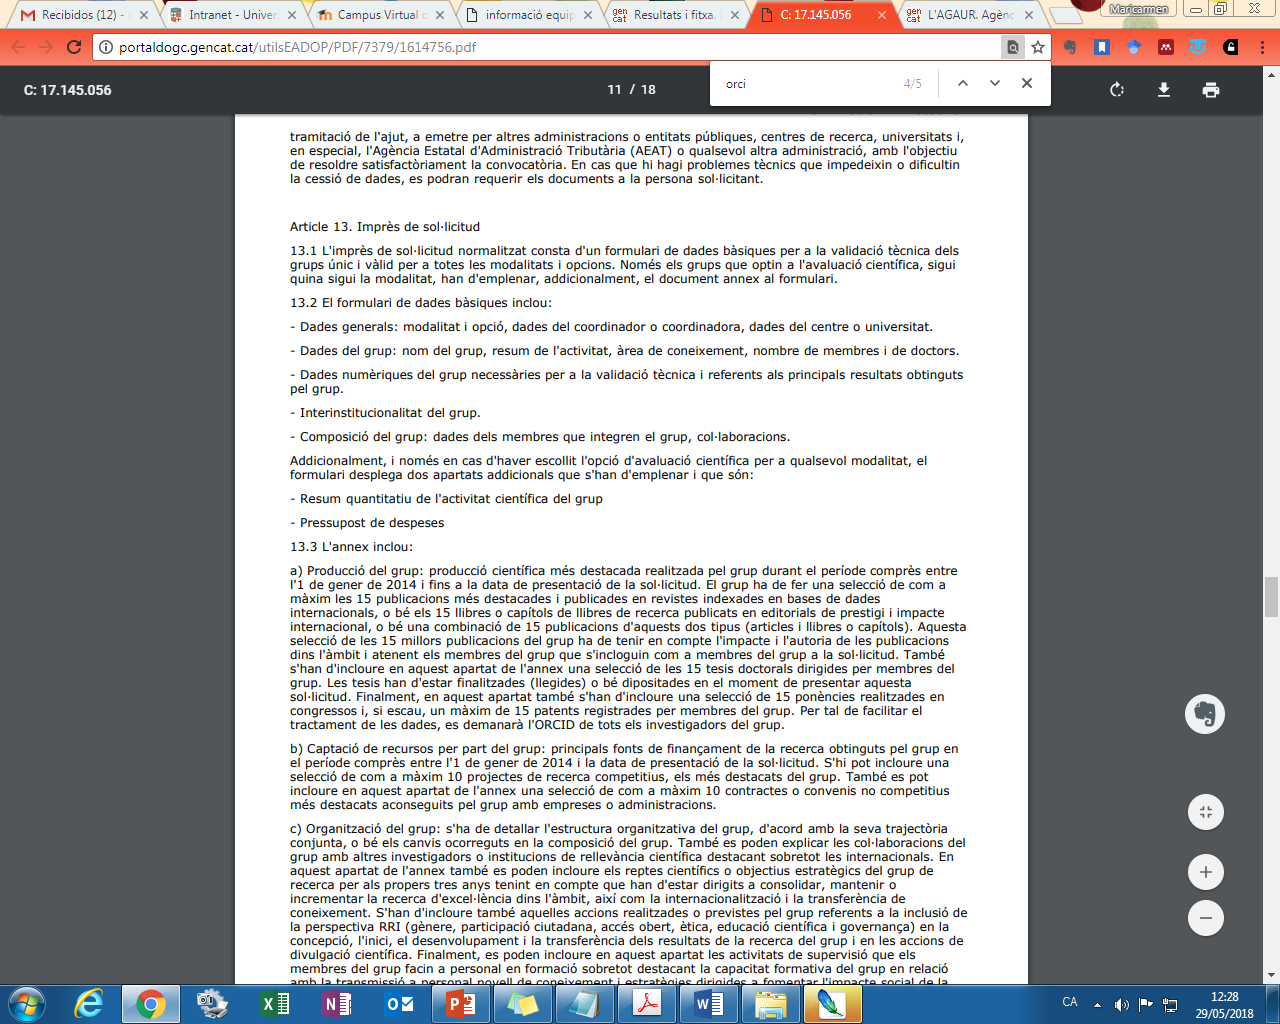 Recibidos (12) -
Intranet - Univer
Campus Virtual
informació equip
Resultats i fitxa.
C: 17.145.056
gen cat
L'AGAUR. Agènc
Maricarmen
portaldogc.gencat.cat/utilsEADOP/PDF/7379/1614756.pdf
orci
4/5
C: 17.145.056
11 / 18
tramitació de l'ajut, a emetre per altres administracions o entitats públiques, centres de recerca, universitats i,
en especial, l'Agència Estatal d'Administració Tributària (AEAT) o qualsevol altra administració, amb l'objectiu
de resoldre satisfactòriament la convocatòria. En cas que hi hagi problemes tècnics que impedeixin o dificultin
la cessió de dades, es podran requerir els documents a la persona sol·licitant.
Article 13. Imprès de sol·licitud
13.1 L'imprès de sol·licitud normalitzat consta d'un formulari de dades bàsiques per a la validació tècnica dels
grups únic i vàlid per a totes les modalitats i opcions. Només els grups que optin a l'avaluació científica, sigui
quina sigui la modalitat, han d'emplenar, addicionalment, el document annex al formulari.
13.2 El formulari de dades bàsiques inclou:
- Dades generals: modalitat i opció, dades del coordinador o coordinadora, dades del centre o universitat.
- Dades del grup: nom del grup, resum de l'activitat, àrea de coneixement, nombre de membres i de doctors.
- Dades numèriques del grup necessàries per a la validació tècnica i referents als principals resultats obtinguts
pel grup.
- Interinstitucionalitat del grup.
- Composició del grup: dades dels membres que integren el grup, col·laboracions.
Addicionalment, i només en cas d'haver escollit l'opció d'avaluació científica per a qualsevol modalitat, el
formulari desplega dos apartats addicionals que s'han d'emplenar i que són:
- Resum quantitatiu de l'activitat científica del grup
- Pressupost de despeses
13.3 L'annex inclou:
a) Producció del grup: producció científica més destacada realitzada pel grup durant el període comprès entre
l'1 de gener de 2014 i fins a la data de presentació de la sol·licitud. El grup ha de fer una selecció de com a
màxim les 15 publicacions més destacades i publicades en revistes indexades en bases de dades
internacionals, o bé els 15 llibres o capítols de llibres de recerca publicats en editorials de prestigi i impacte
internacional, o bé una combinació de 15 publicacions d'aquests dos tipus (articles i llibres o capítols). Aquesta
selecció de les 15 millors publicacions del grup ha de tenir en compte l'impacte i l'autoria de les publicacions
dins l'àmbit i atenent els membres del grup que s'incloguin com a membres del grup a la sol·licitud. També
s'han d'incloure en aquest apartat de l'annex una selecció de les 15 tesis doctorals dirigides per membres del
grup. Les tesis han d'estar finalitzades (llegides) o bé dipositades en el moment de presentar aquesta
sol·licitud. Finalment, en aquest apartat també s'han d'incloure una selecció de 15 ponències realitzades en
congressos i, si escau, un màxim de 15 patents registrades per membres del grup. Per tal de facilitar el
tractament de les dades, es demanarà l'ORCID de tots els investigadors del grup.
b) Captació de recursos per part del grup: principals fonts de finançament de la recerca obtinguts pel grup en
el període comprès entre l'1 de gener de 2014 i la data de presentació de la sol·licitud. S'hi pot incloure una
selecció de com a màxim 10 projectes de recerca competitius, els més destacats del grup. També es pot
incloure en aquest apartat de l'annex una selecció de com a màxim 10 contractes o convenis no competitius
més destacats aconseguits pel grup amb empreses o administracions.
c) Organització del grup: s'ha de detallar l'estructura organitzativa del grup, d'acord amb la seva trajectòria
conjunta, o bé els canvis ocorreguts en la composició del grup. També es poden explicar les col·laboracions del
grup amb altres investigadors o institucions de rellevància científica destacant sobretot les internacionals. En
aquest apartat de l'annex també es poden incloure els reptes científics o objectius estratègics del grup de
recerca per als propers tres anys tenint en compte que han d'estar dirigits a consolidar, mantenir o
incrementar la recerca d'excel·lència dins l'àmbit, així com la internacionalització i la transferència de
coneixement. S'han d'incloure també aquelles accions realitzades o previstes pel grup referents a la inclusió de
la perspectiva RRI (gènere, participació ciutadana, accés obert, ètica, educació científica i governança) en la
concepció, l'inici, el desenvolupament i la transferència dels resultats de la recerca del grup i en les accions de
divulgació científica. Finalment, es poden incloure en aquest apartat les activitats de supervisió que els
membres del grup facin a personal en formació sobretot destacant la capacitat formativa del grup en relació
amb la transmissió a personal novell de coneixement i estratègies dirigides a fomentar l'impacte social de la
CA
12:28
29/05/2018